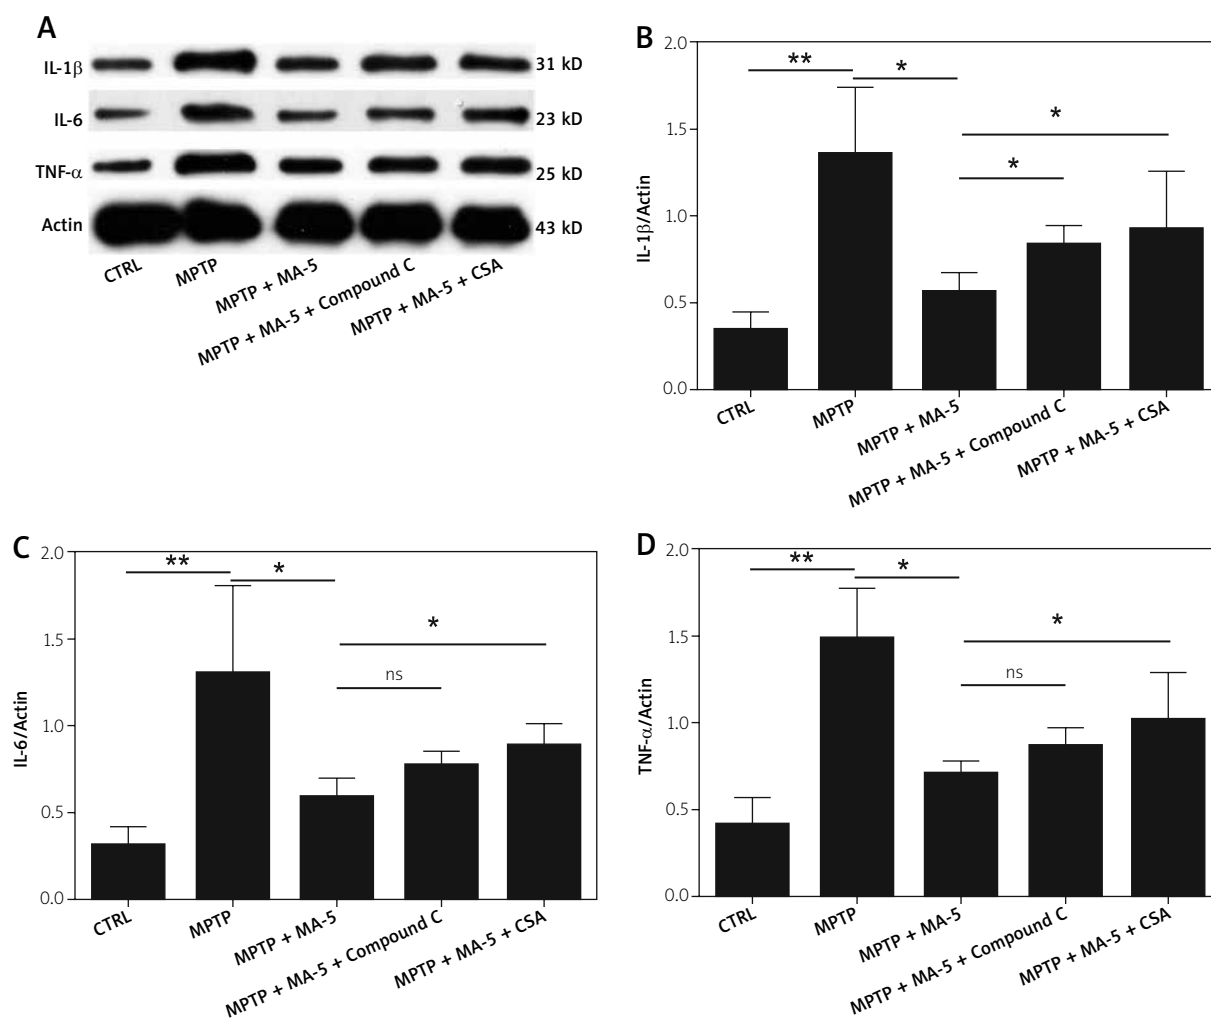 A
IL-1β
31 kD
IL-6
23 kD
TNF-α
25 kD
Actin
43 kD
CTRL
MPTP
MPTP + MA-5
MPTP + MA-5 + Compound C
MPTP + MA-5 + CSA
B
IL-1β/Actin
2.0
1.5
1.0
0.5
0.0
**
*
*
*
CTRL
MPTP
MPTP + MA-5
MPTP + MA-5 + Compound C
MPTP + MA-5 + CSA
C
IL-6/Actin
2.0
1.5
1.0
0.5
0.0
**
*
*
ns
CTRL
MPTP
MPTP + MA-5
MPTP + MA-5 + Compound C
MPTP + MA-5 + CSA
D
TNF-α/Actin
2.0
1.5
1.0
0.5
0.0
**
*
*
ns
CTRL
MPTP
MPTP + MA-5
MPTP + MA-5 + Compound C
MPTP + MA-5 + CSA